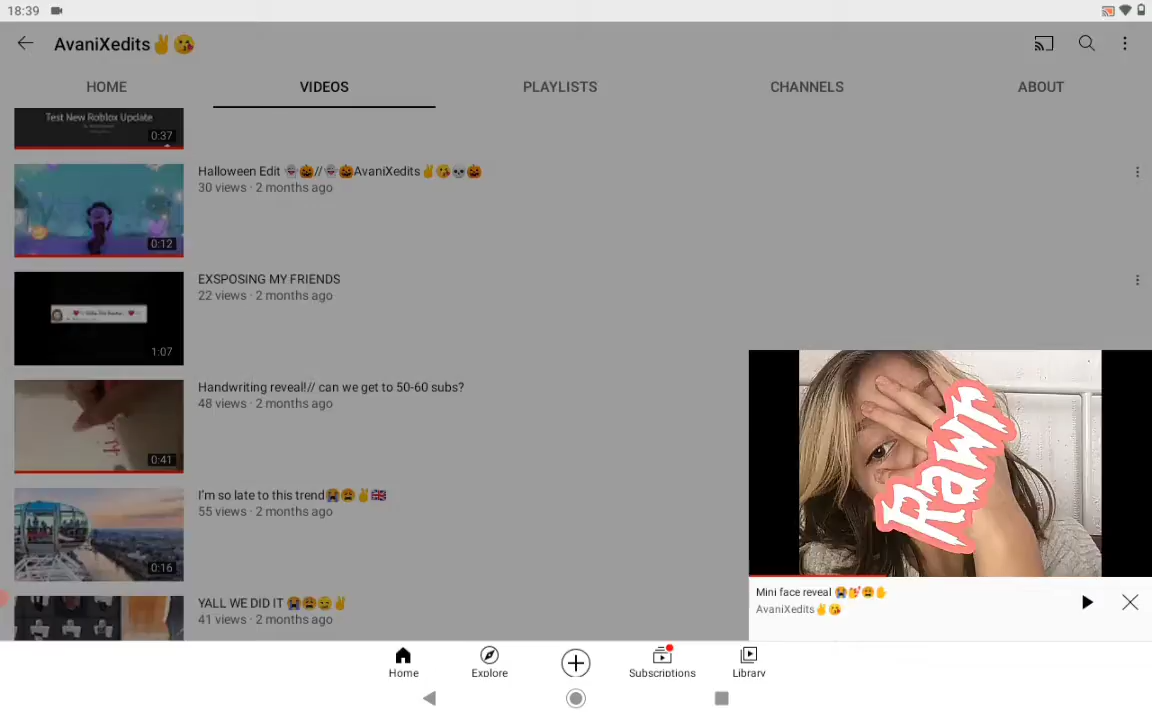 18:39
AvaniXedits✌😘
HOME
VIDEOS
PLAYLISTS
CHANNELS
ABOUT
Test New Roblox Update
0:37
Halloween Edit 👻🎃//👻🎃AvaniXedits✌😘💀🎃
30 views · 2 months ago
0:12
EXSPOSING MY FRIENDS
22 views · 2 months ago
1:07
Handwriting reveal!// can we get to 50-60 subs?
48 views · 2 months ago
0:41
I'm so late to this trend😭😩✌🇬🇧
55 views · 2 months ago
0:16
YALL WE DID IT 😭😩😏✌
41 views · 2 months ago
Rawr
Mini face reveal 😭💅😩✋
AvaniXedits✌😘
Home
Explore
Subscriptions
Library